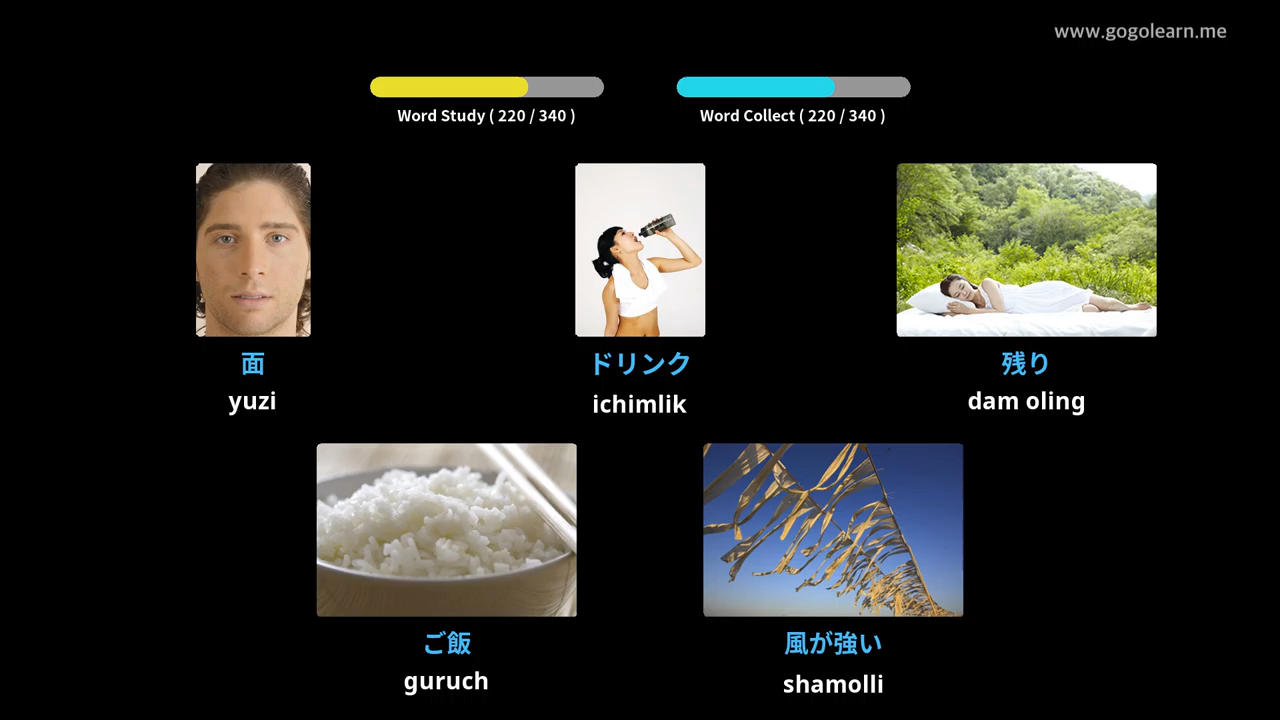 www.gogolearn.me
Word Study ( 220 / 340 )
Word Collect ( 220 / 340 )
面
yuzi
ドリンク
ichimlik
残り
dam oling
ご飯
guruch
風が強い
shamolli